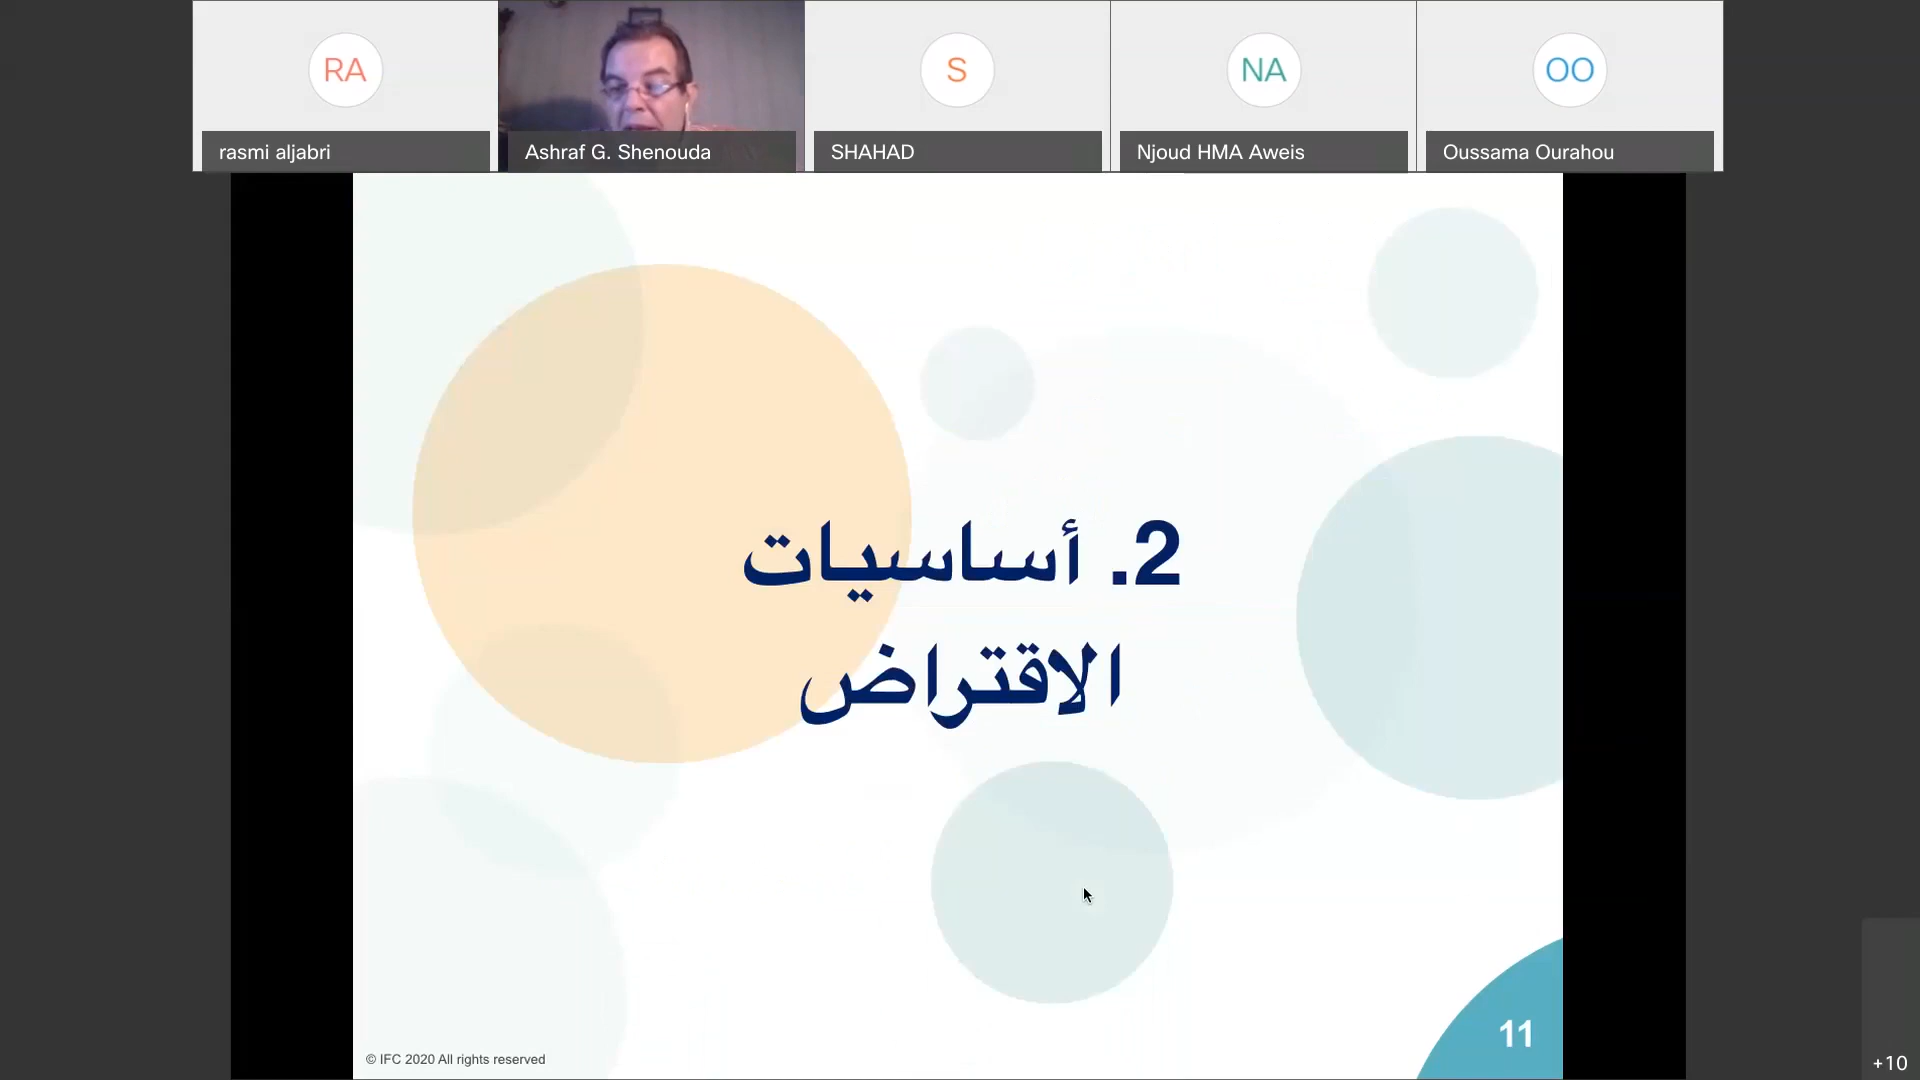 RA
rasmi aljabri
Ashraf G. Shenouda
S
SHAHAD
NA
Njoud HMA Aweis
OO
Oussama Ourahou
2. أساسيات
الاقتراض
© IFC 2020 All rights reserved
11
+10